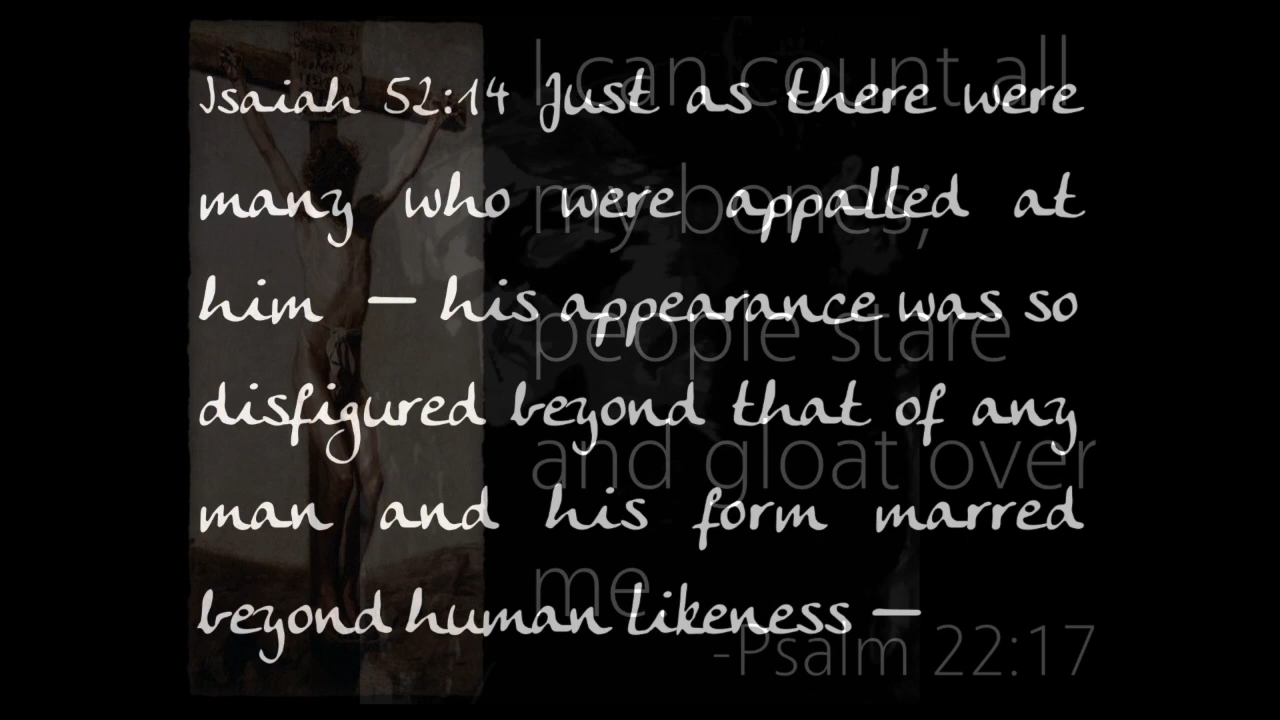 Isaiah 52:14 Just as there were
many who were appalled at
him — his appearance was so
disfigured beyond that of any
man and his form marred
beyond human likeness —
I can count all
my bones;
people stare
and gloat over
me.
-Psalm 22:17